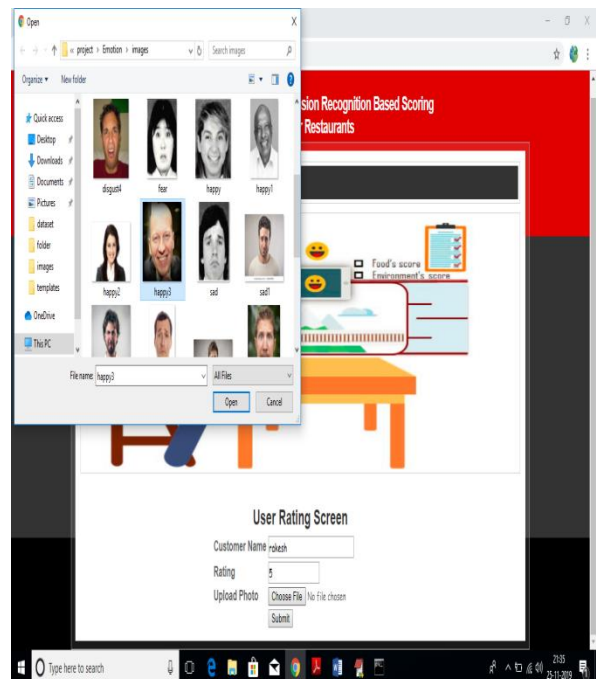 Open X
« project › Emotion › images Search images
Organize ▾ New folder
sion Recognition Based Scoring
r Restaurants
Quick access
Desktop
Downloads
Documents
Pictures
dataset
folder
images
templates
OneDrive
This PC
disgust4 fear happy happy1
happy2 happy3 sad sad1
Food's score
Environment's score
File name: happy3 All Files
Open Cancel
User Rating Screen
Customer Name rakesh
Rating 5
Upload Photo Choose File No file chosen
Submit
Type here to search
21:35
25-11-2019